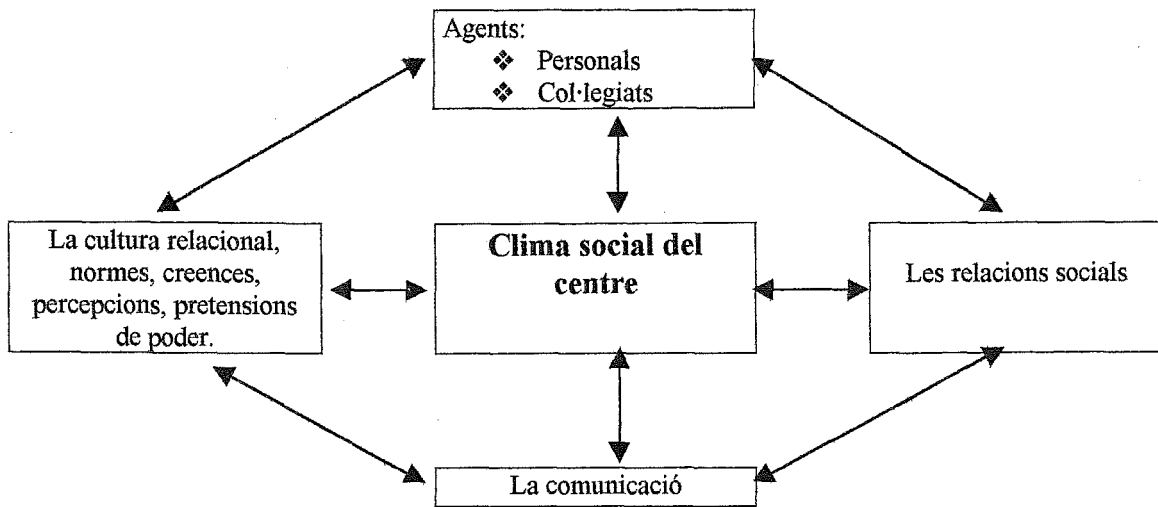 Agents:
❖ Personals
❖ Col·legiats
La cultura relacional,
normes, creences,
percepcions, pretensions
de poder.
Clima social del
centre
Les relacions socials
La comunicació